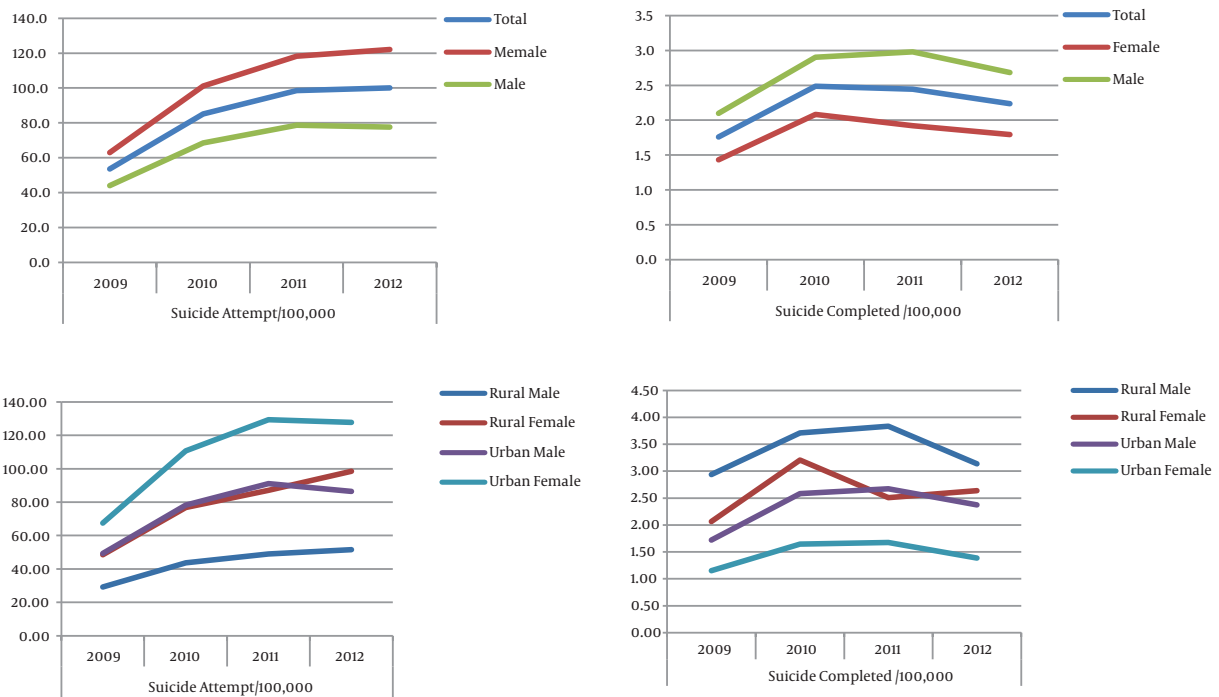 140.0
120.0
100.0
80.0
60.0
40.0
20.0
0.0
2009 2010 2011 2012
Suicide Attempt/100,000
Total
Memale
Male
3.5
3.0
2.5
2.0
1.5
1.0
0.5
0.0
2009 2010 2011 2012
Suicide Completed /100,000
Total
Female
Male
140.00
120.00
100.00
80.00
60.00
40.00
20.00
0.00
2009 2010 2011 2012
Suicide Attempt/100,000
Rural Male
Rural Female
Urban Male
Urban Female
4.50
4.00
3.50
3.00
2.50
2.00
1.50
1.00
0.50
0.00
2009 2010 2011 2012
Suicide Completed /100,000
Rural Male
Rural Female
Urban Male
Urban Female